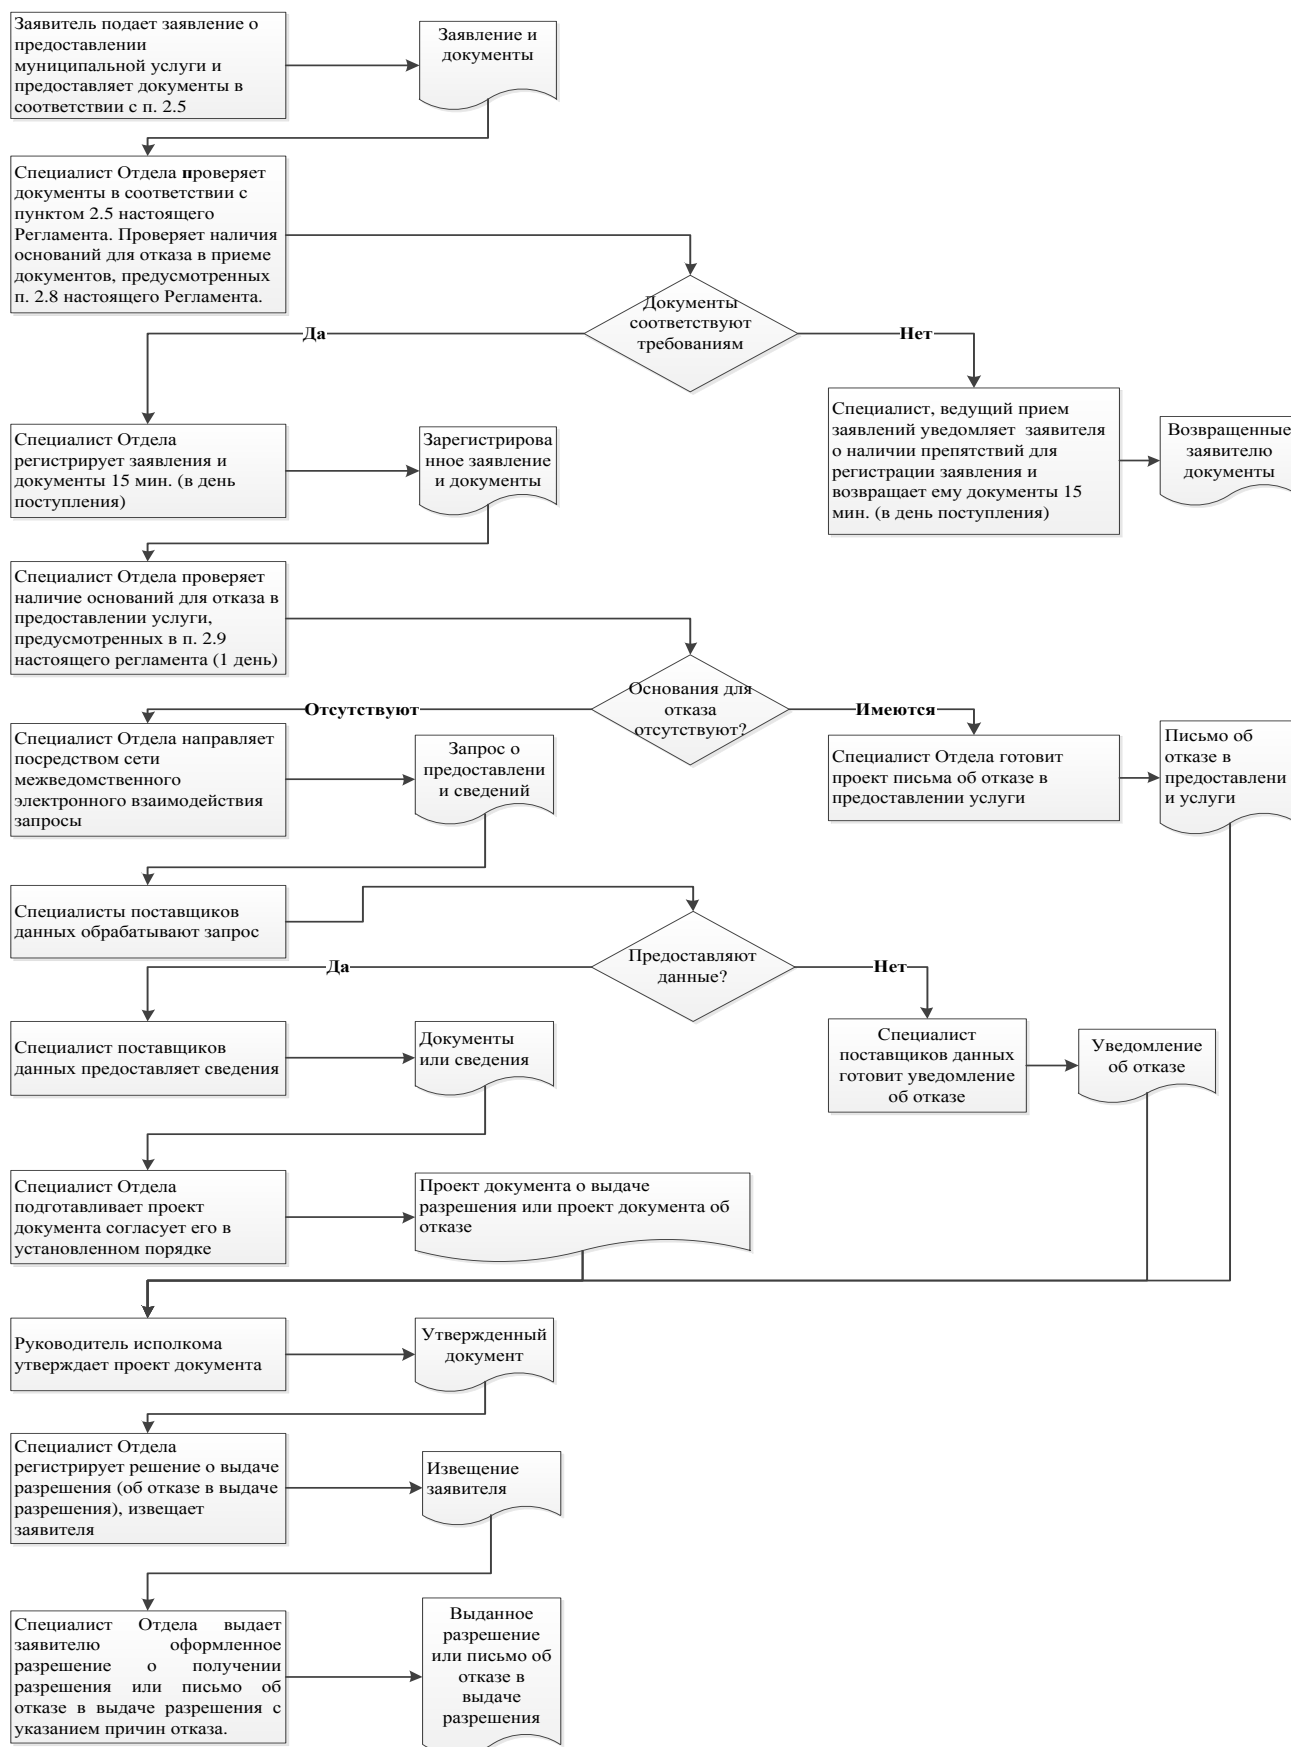 Заявитель подает заявление о
предоставлении
муниципальной услуги и
предоставляет документы в
соответствии с п. 2.5
Заявление и
документы
Специалист Отдела проверяет
документы в соответствии с
пунктом 2.5 настоящего
Регламента. Проверяет наличия
оснований для отказа в приеме
документов, предусмотренных
п. 2.8 настоящего Регламента.
Документы
соответствуют
требованиям
Да
Нет
Специалист Отдела
регистрирует заявления и
документы 15 мин. (в день
поступления)
Зарегистрирова
нное заявление
и документы
Специалист, ведущий прием
заявлений уведомляет  заявителя
о наличии препятствий для
регистрации заявления и
возвращает ему документы 15
мин. (в день поступления)
Возвращенные
заявителю
документы
Специалист Отдела проверяет
наличие оснований для отказа в
предоставлении услуги,
предусмотренных в п. 2.9
настоящего регламента (1 день)
Основания для
отказа
отсутствуют?
Отсутствуют
Имеются
Специалист Отдела направляет
посредством сети
межведомственного
электронного взаимодействия
запросы
Запрос о
предоставлени
и сведений
Специалист Отдела готовит
проект письма об отказе в
предоставлении услуги
Письмо об
отказе в
предоставлени
и услуги
Специалисты поставщиков
данных обрабатывают запрос
Предоставляют
данные?
Да
Нет
Специалист поставщиков
данных предоставляет сведения
Документы
или сведения
Специалист
поставщиков данных
готовит уведомление
об отказе
Уведомление
об отказе
Специалист Отдела
подготавливает проект
документа согласует его в
установленном порядке
Проект документа о выдаче
разрешения или проект документа об
отказе
Руководитель исполкома
утверждает проект документа
Утвержденный
документ
Специалист Отдела
регистрирует решение о выдаче
разрешения (об отказе в выдаче
разрешения), извещает
заявителя
Извещение
заявителя
Специалист Отдела выдает
заявителю оформленное
разрешение о получении
разрешения или письмо об
отказе в выдаче разрешения с
указанием причин отказа.
Выданное
разрешение
или письмо об
отказе в
выдаче
разрешения